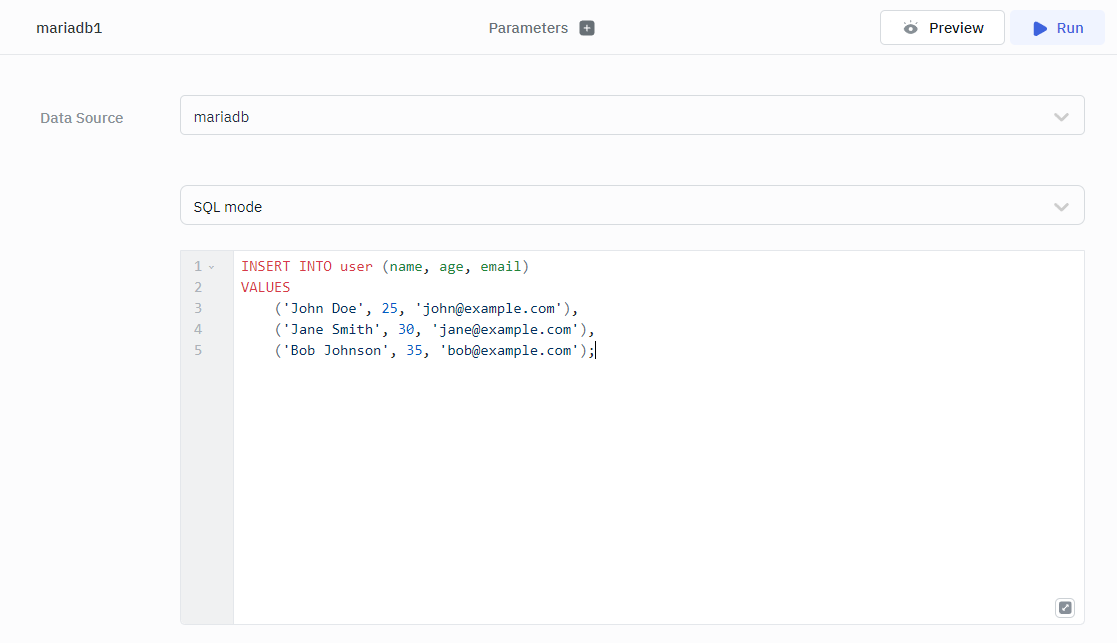 mariadb1
Parameters
Preview
Run
Data Source
mariadb
SQL mode
1 INSERT INTO user (name, age, email)
2 VALUES
3     ('John Doe', 25, 'john@example.com'),
4     ('Jane Smith', 30, 'jane@example.com'),
5     ('Bob Johnson', 35, 'bob@example.com');